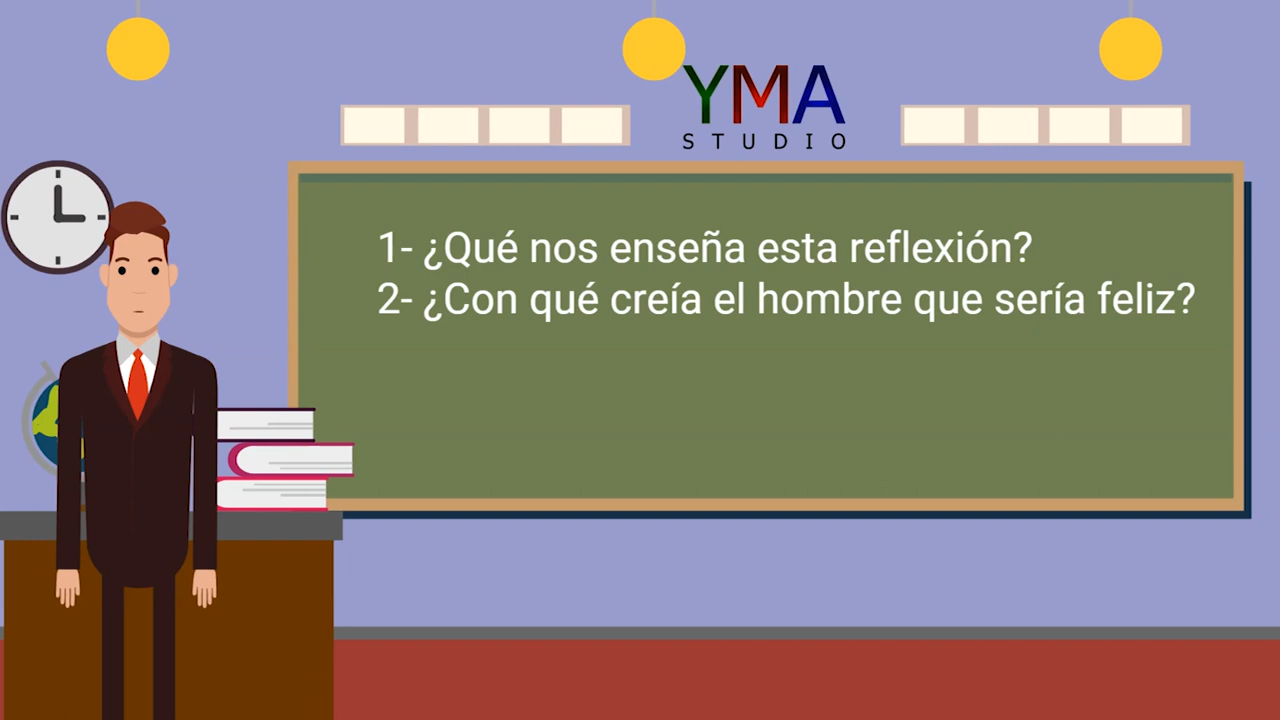 YMA
STUDIO
1- ¿Qué nos enseña esta reflexión?
2- ¿Con qué creía el hombre que sería feliz?